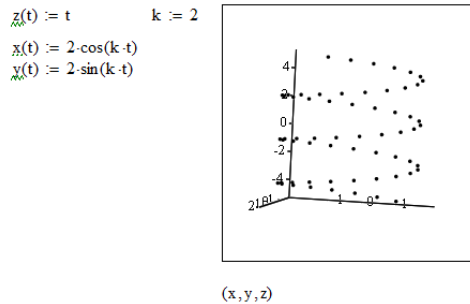 z(t) := t k := 2
x(t) := 2·cos(k·t)
y(t) := 2·sin(k·t)
4
2
0
-2
-4
1 0 1
(x,y,z)